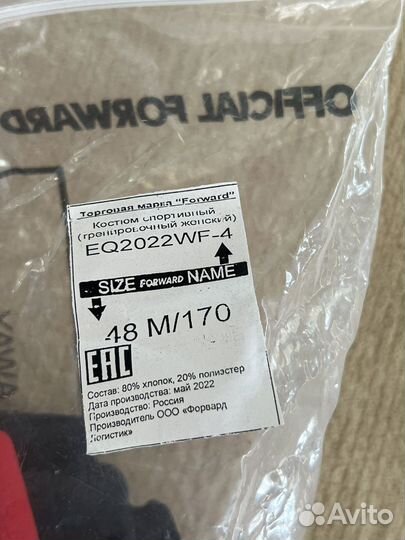 OFFICIAL FORWARD
Торговая марка "Forward"
Костюм спортивный
(тренировочный женский)
EQ2022WF-4
SIZE FORWARD NAME
48 M/170
EAC
Состав: 80% хлопок, 20% полиэстер
Дата производства: май 2022
Производство: Россия
Производитель ООО «Форвард
Логистик»
Avito